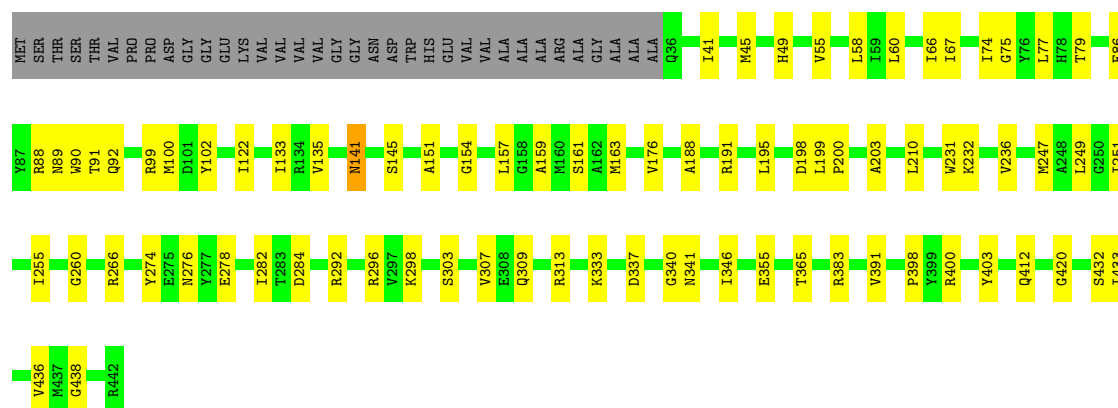 MET SER THR SER THR VAL PRO PRO ASP GLY GLY GLU LYS VAL VAL VAL VAL GLY GLY ASN ASP TRP HIS GLU VAL VAL ALA ALA ALA ARG ALA GLY ALA ALA ALA ALA Q36 I41 M45 H49 V55 L58 I59 L60 I66 I67 I74 G75 Y76 L77 H78 T79 E86
Y87 R88 N89 W90 T91 Q92 R99 M100 D101 Y102 I122 I133 R134 V135 N141 S145 A151 G154 L157 G158 A159 M160 S161 A162 M163 V176 A188 R191 L195 D198 L199 P200 A203 L210 W231 K232 V236 M247 A248 L249 G250 I251
I255 G260 R266 Y274 E275 N276 Y277 E278 I282 T283 D284 R292 R296 V297 K298 S303 V307 E308 Q309 R313 K333 D337 G340 N341 I346 E355 T365 R383 V391 P398 Y399 R400 Y403 Q412 G420 S432
V436 M437 G438 R442